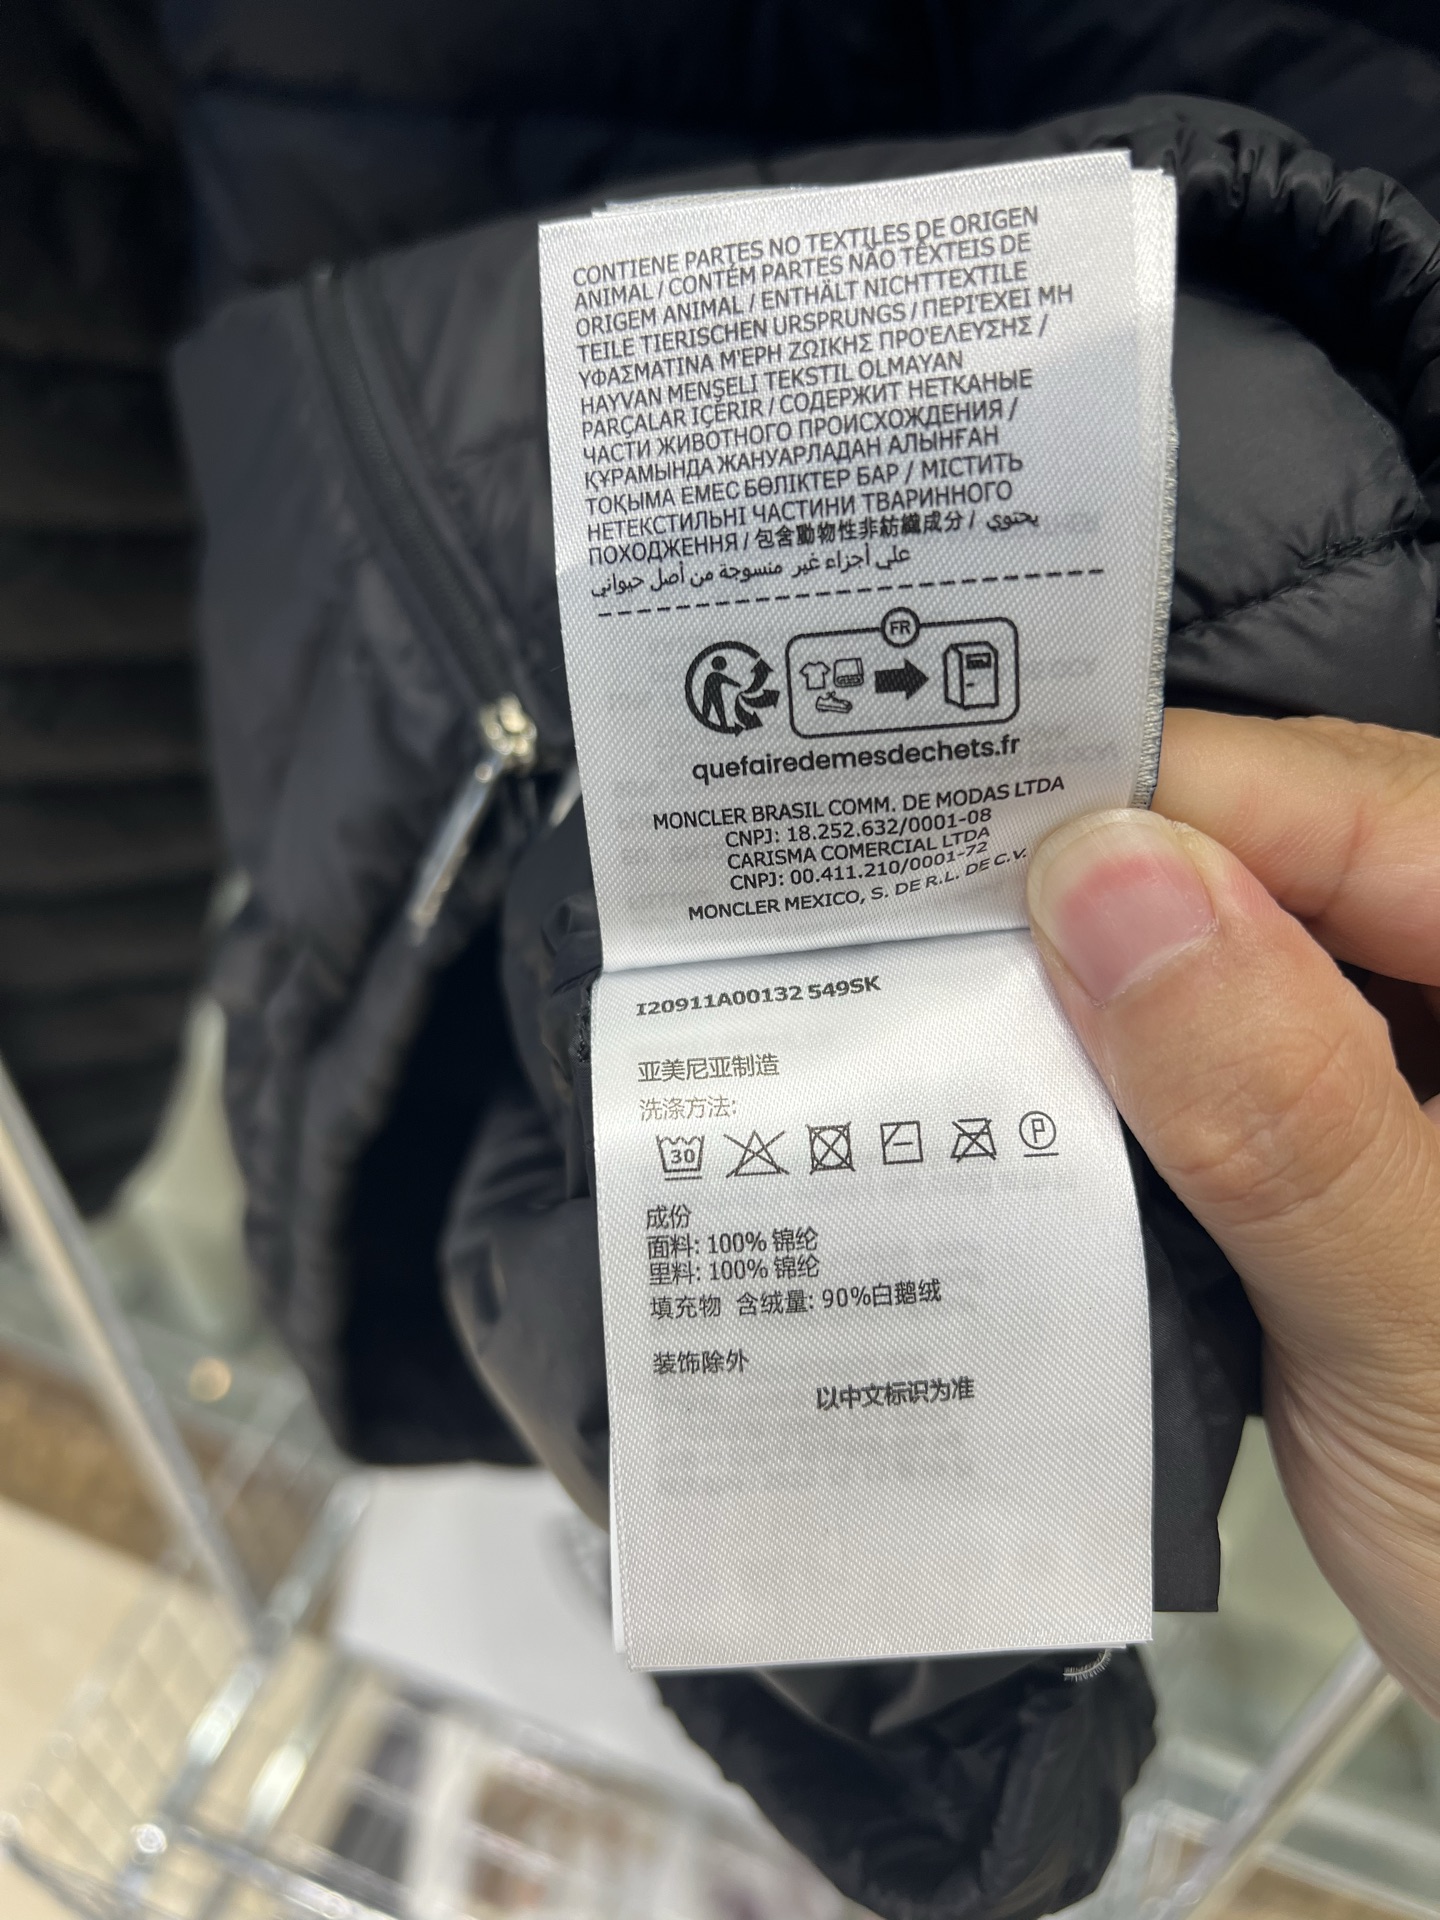 CONTIENE PARTES NO TEXTILES DE ORIGEN
ANIMAL / CONTÉM PARTES NÃO TÊXTEIS DE
ORIGEM ANIMAL / ENTHÄLT NICHTTEXTILE
TEILE TIERISCHEN URSPRUNGS / ΠΕΡΙΈΧΕΙ ΜΗ
ΥΦΑΣΜΑΤΙΝΑ Μ'ΕΡΗ ΖΩΙΚΗΣ ΠΡΟ'ΕΛΕΥΣΗΣ /
HAYVAN MENŞELİ TEKSTİL OLMAYAN
PARÇALAR IÇERIR / СОДЕРЖИТ НЕТКАНЫЕ
ЧАСТИ ЖИВОТНОГО ПРОИСХОЖДЕНИЯ /
ҚҰРАМЫНДА ЖАНУАРЛАДАН АЛЫНҒАН
ТОҚЫМА ЕМЕС БӨЛІКТЕР БАР / МІСТИТЬ
НЕТЕКСТИЛЬНІ ЧАСТИНИ ТВАРИННОГО
ПОХОДЖЕННЯ / 包含動物性非紡織成分 / يحتوي
على أجزاء غير منسوجة من أصل حيواني
FR
quefairedemesdechets.fr
MONCLER BRASIL COMM. DE MODAS LTDA
CNPJ: 18.252.632/0001-08
CARISMA COMERCIAL LTDA
CNPJ: 00.411.210/0001-72
MONCLER MEXICO, S. DE R.L. DE C.V.
I20911A00132 549SK
亚美尼亚制造
洗涤方法:
30
P
成份
面料: 100% 锦纶
里料: 100% 锦纶
填充物 含绒量: 90%白鹅绒
装饰除外
以中文标识为准